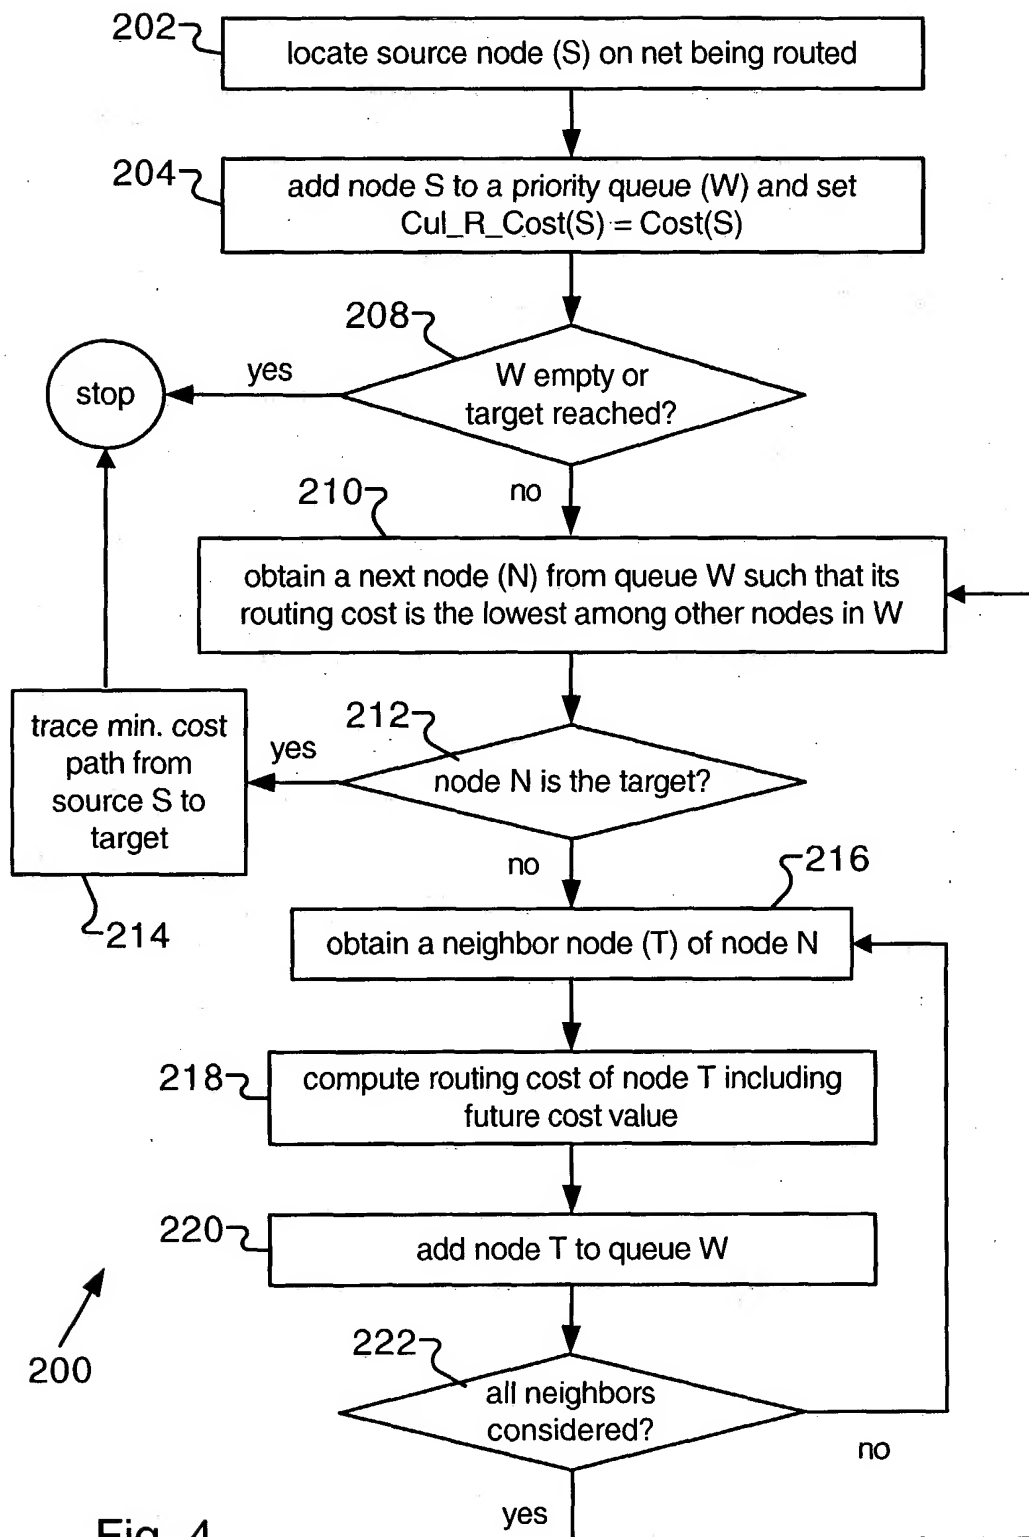 202
locate source node (S) on net being routed
204
add node S to a priority queue (W) and set
Cul_R_Cost(S) = Cost(S)
208
W empty or
target reached?
yes
stop
no
210
obtain a next node (N) from queue W such that its
routing cost is the lowest among other nodes in W
212
node N is the target?
yes
trace min. cost
path from
source S to
target
214
no
216
obtain a neighbor node (T) of node N
218
compute routing cost of node T including
future cost value
220
add node T to queue W
222
all neighbors
considered?
no
yes
200
Fig. 4